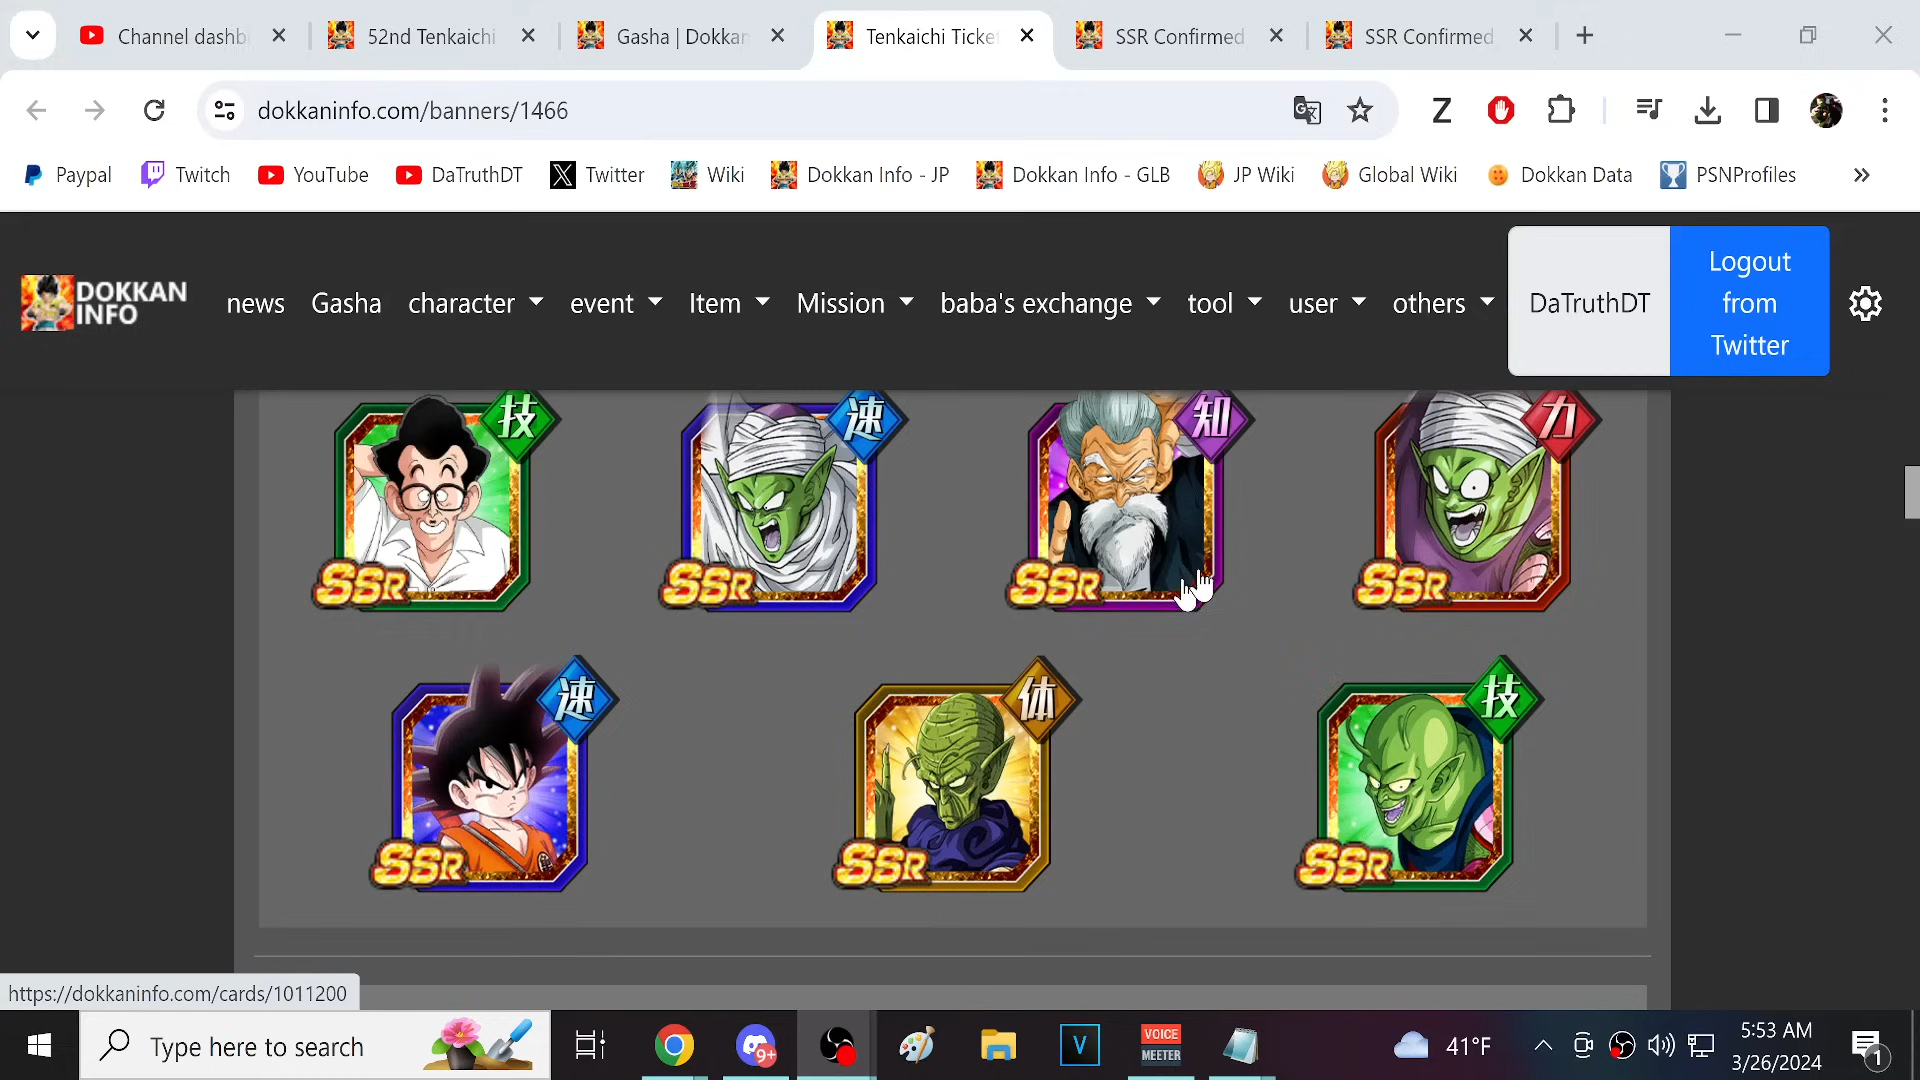 Channel dashb
52nd Tenkaichi
Gasha | Dokkan
Tenkaichi Ticke
SSR Confirmed
SSR Confirmed
dokkaninfo.com/banners/1466
Z
Paypal
Twitch
YouTube
DaTruthDT
Twitter
Wiki
Dokkan Info - JP
Dokkan Info - GLB
JP Wiki
Global Wiki
Dokkan Data
PSNProfiles
»
DOKKAN
INFO
news
Gasha
character
event
Item
Mission
baba's exchange
tool
user
others
DaTruthDT
Logout
from
Twitter
技
速
知
力
SSR
SSR
SSR
SSR
速
体
技
SSR
SSR
SSR
https://dokkaninfo.com/cards/1011200
Type here to search
9+
V
VOICE
MEETER
41°F
5:53 AM
3/26/2024
1